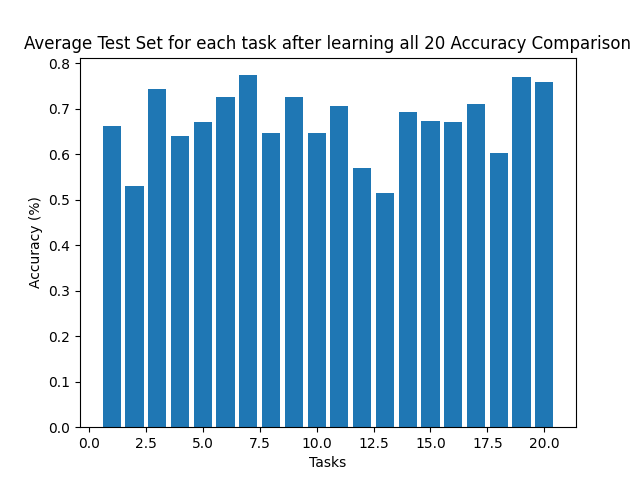 Average Test Set for each task after learning all 20 Accuracy Comparison
0.8
0.7
0.6
0.5
0.4
0.3
0.2
0.1
0.0
Accuracy (%)
0.0 2.5 5.0 7.5 10.0 12.5 15.0 17.5 20.0
Tasks